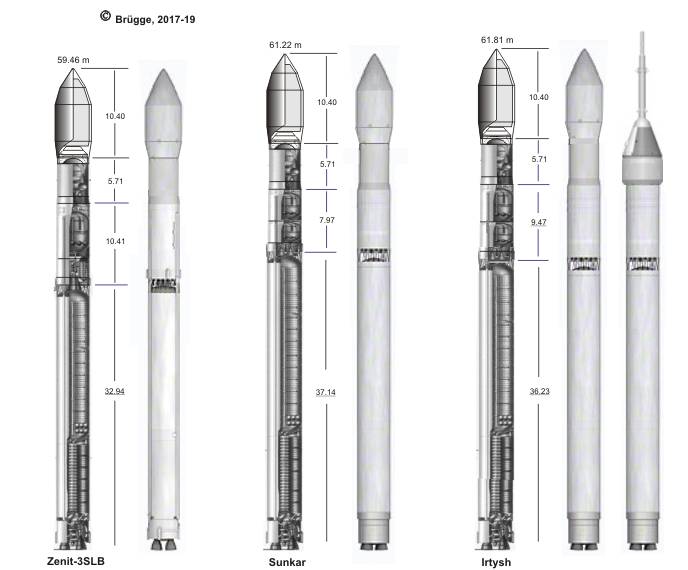 © Brügge, 2017-19
59.46 m
10.40
5.71
10.41
32.94
Zenit-3SLB
61.22 m
10.40
5.71
7.97
37.14
Sunkar
61.81 m
10.40
5.71
9.47
36.23
Irtysh